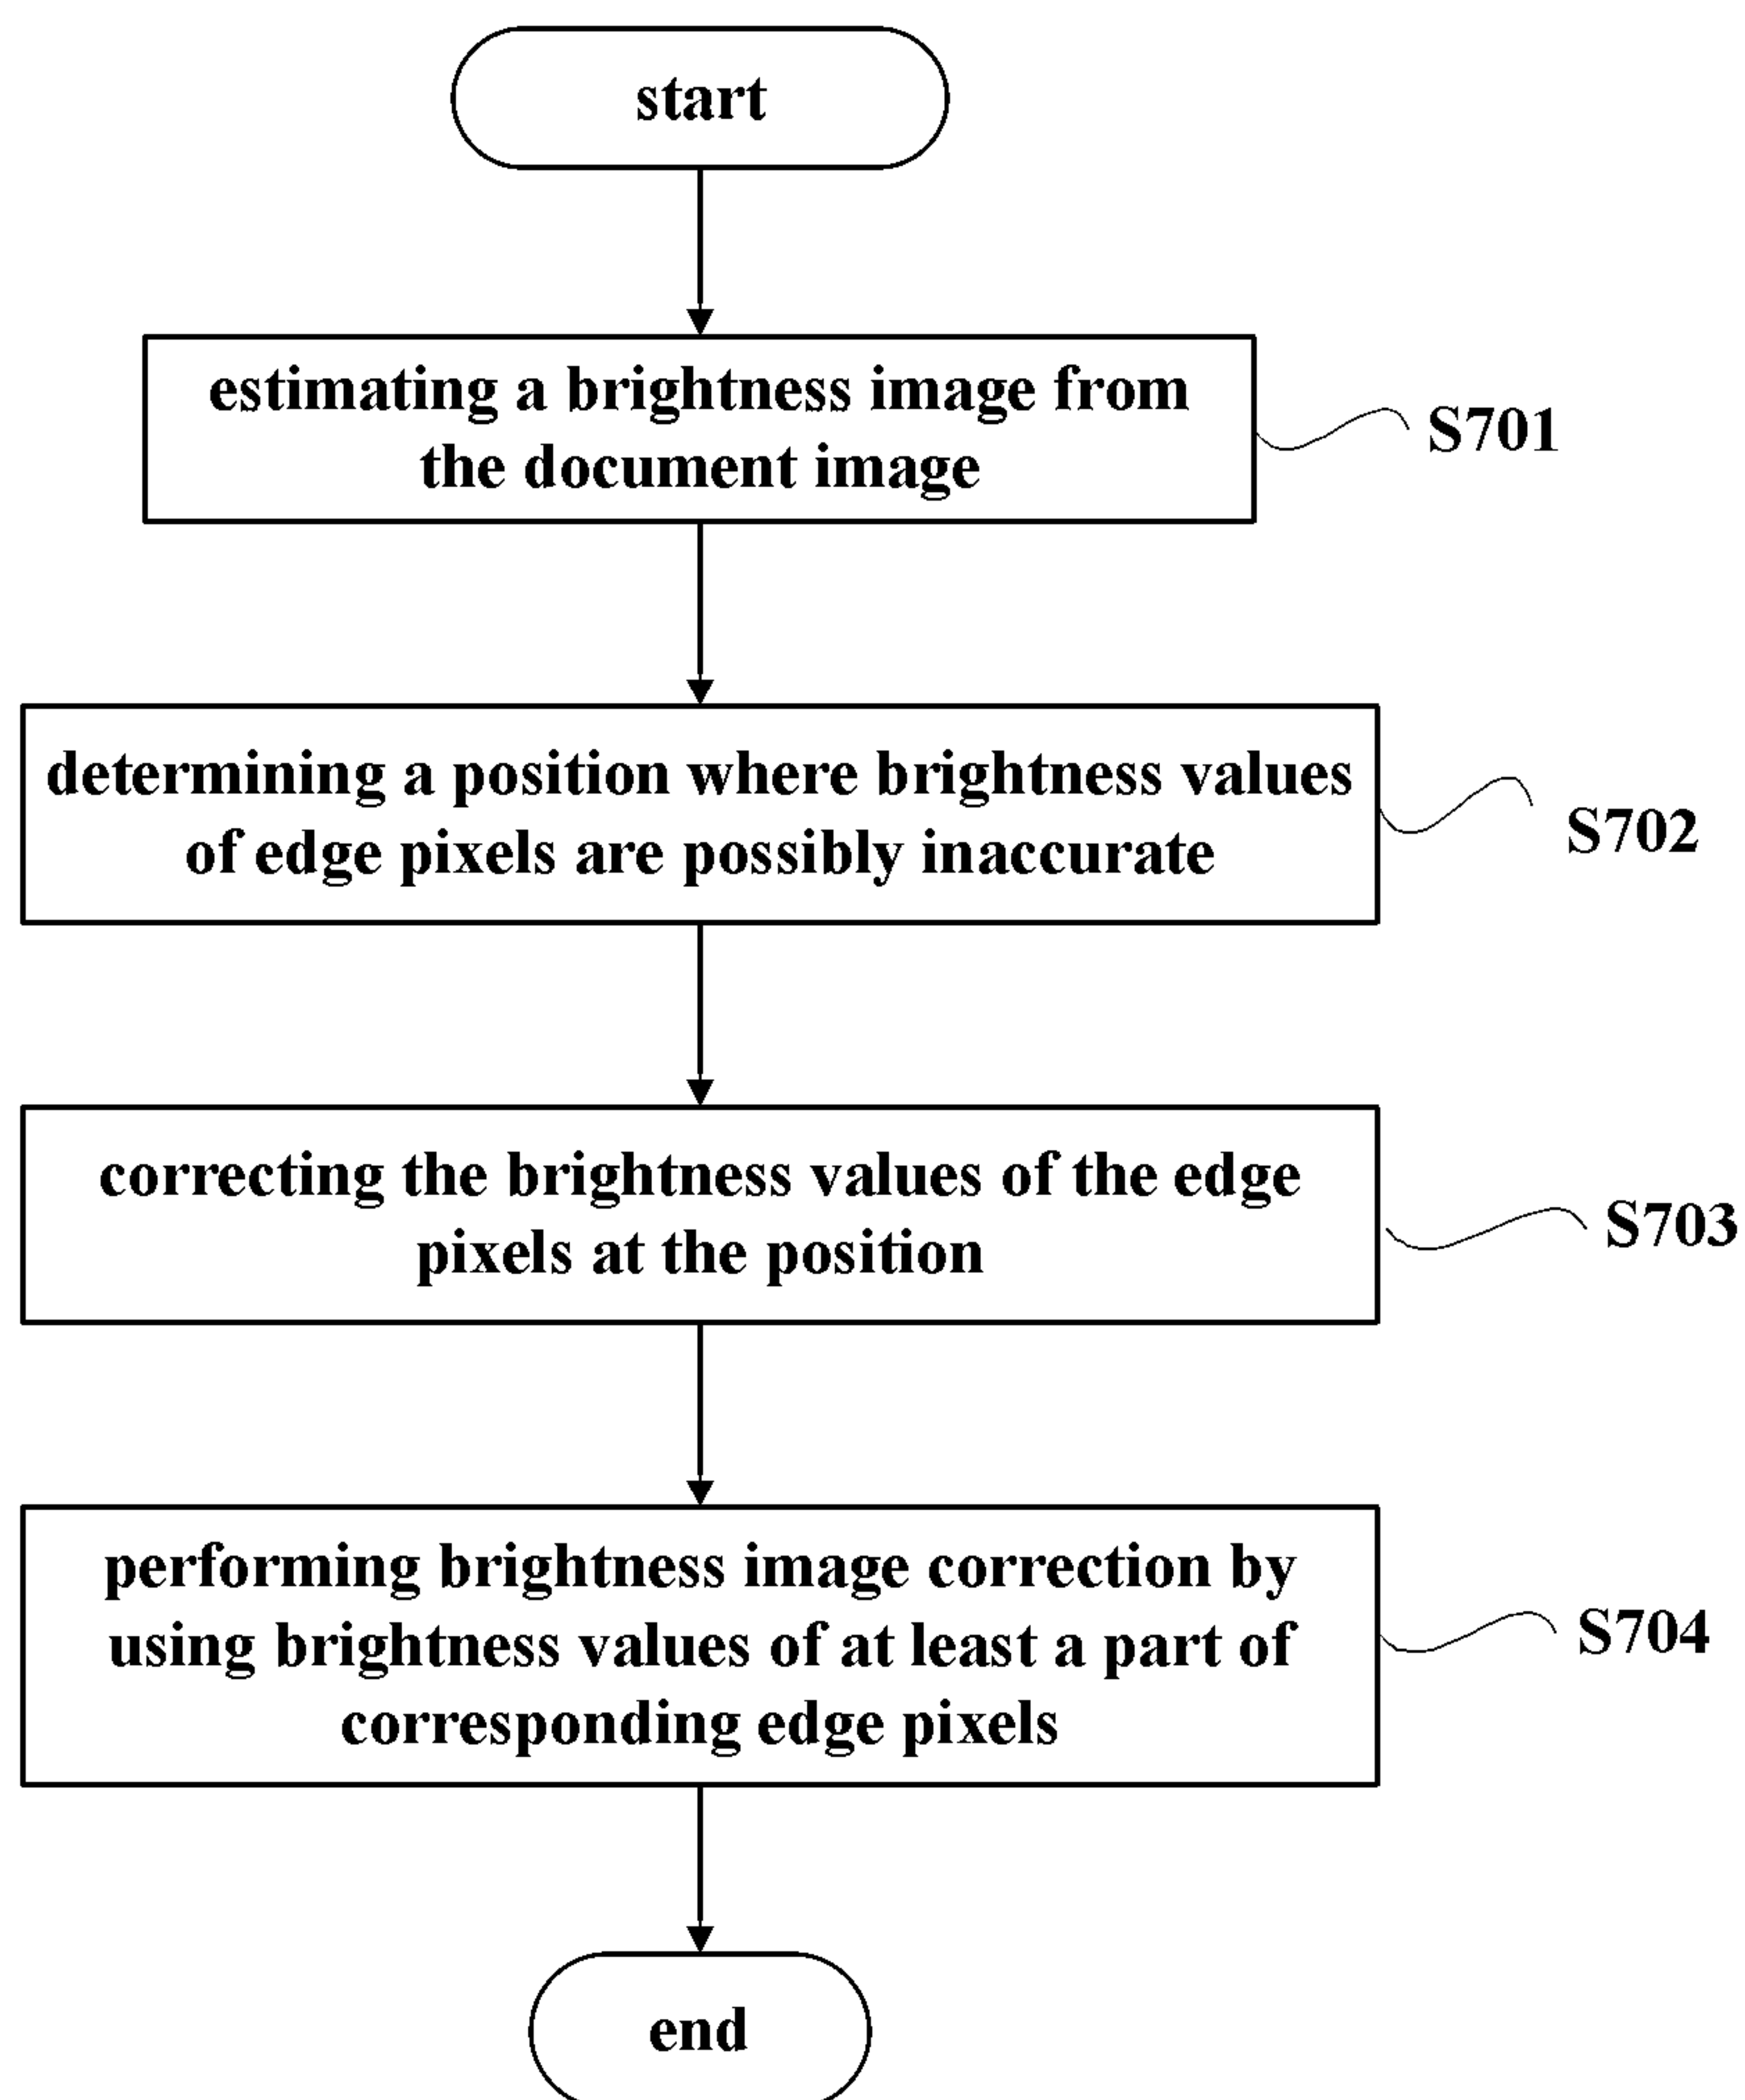 start
estimating a brightness image from
the document image
S701
determining a position where brightness values
of edge pixels are possibly inaccurate
S702
correcting the brightness values of the edge
pixels at the position
S703
performing brightness image correction by
using brightness values of at least a part of
corresponding edge pixels
S704
end